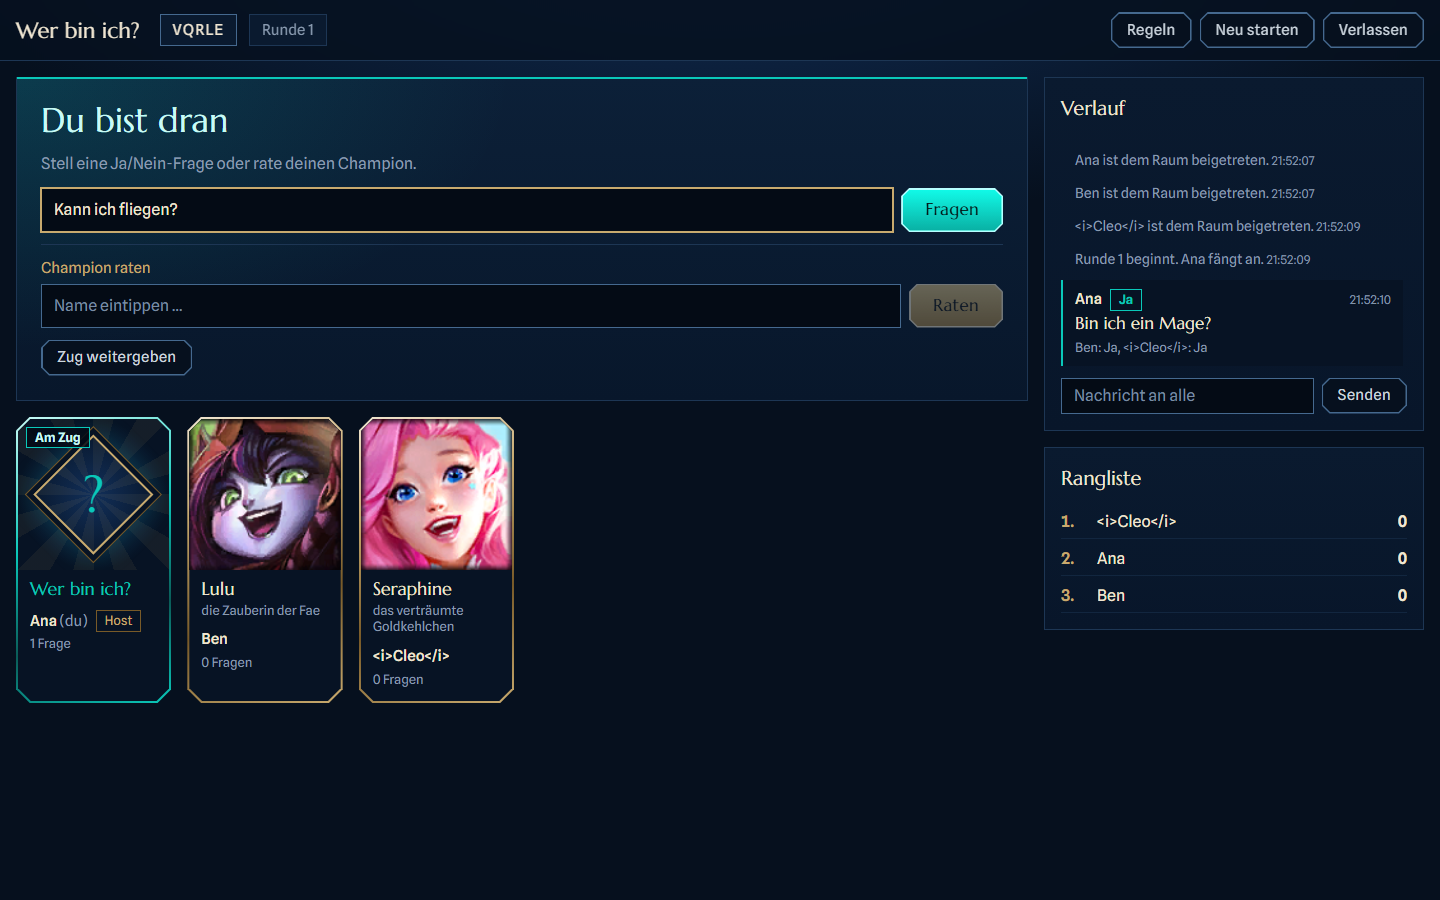 Wer bin ich?
VQRLE
Runde 1
Regeln
Neu starten
Verlassen
Du bist dran
Stell eine Ja/Nein-Frage oder rate deinen Champion.
Kann ich fliegen?
Fragen
Champion raten
Name eintippen ...
Raten
Zug weitergeben
Am Zug
?
Wer bin ich?
Ana (du) Host
1 Frage
Lulu
die Zauberin der Fae
Ben
0 Fragen
Seraphine
das verträumte
Goldkehlchen
<i>Cleo</i>
0 Fragen
Verlauf
Ana ist dem Raum beigetreten. 21:52:07
Ben ist dem Raum beigetreten. 21:52:07
<i>Cleo</i> ist dem Raum beigetreten. 21:52:09
Runde 1 beginnt. Ana fängt an. 21:52:09
Ana Ja 21:52:10
Bin ich ein Mage?
Ben: Ja, <i>Cleo</i>: Ja
Nachricht an alle
Senden
Rangliste
1. <i>Cleo</i> 0
2. Ana 0
3. Ben 0